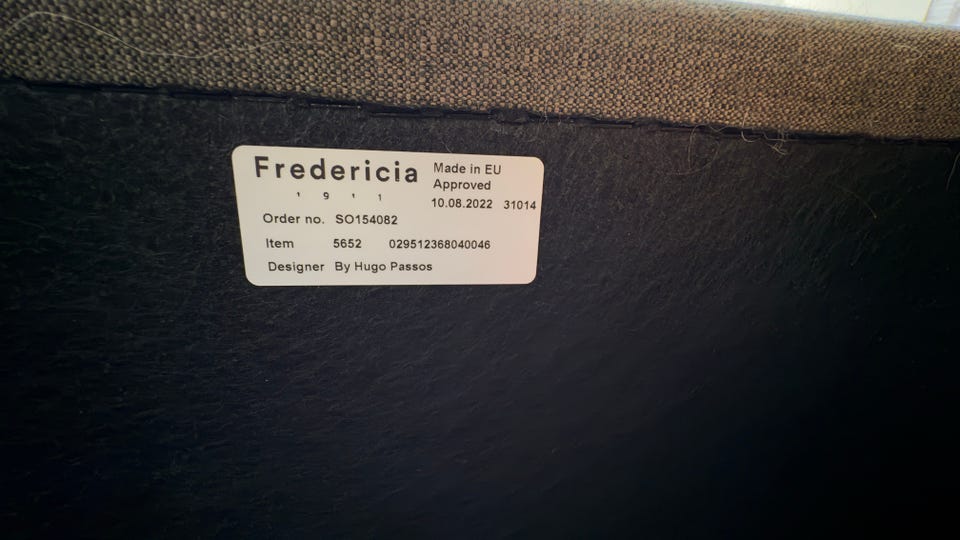 Fredericia
1 9 1 1
Made in EU
Approved
10.08.2022 31014
Order no. SO154082
Item 5652 029512368040046
Designer By Hugo Passos